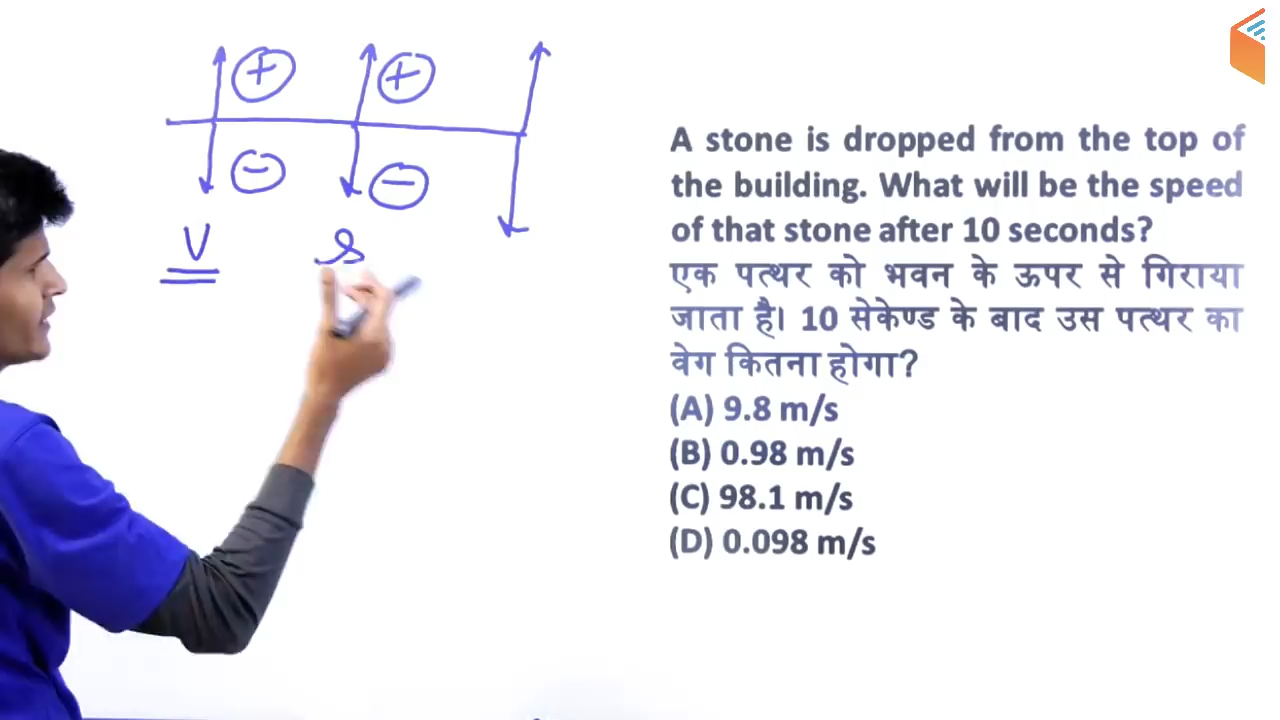 +
+
-
-
V
s
A stone is dropped from the top of
the building. What will be the speed
of that stone after 10 seconds?
एक पत्थर को भवन के ऊपर से गिराया
जाता है। 10 सेकेण्ड के बाद उस पत्थर का
वेग कितना होगा?
(A) 9.8 m/s
(B) 0.98 m/s
(C) 98.1 m/s
(D) 0.098 m/s